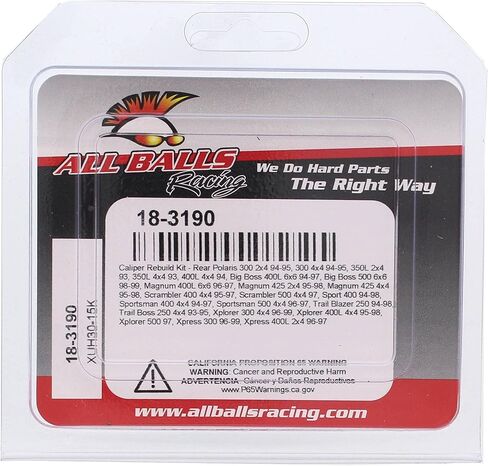 ALL BALLS
Racing
We Do Hard Parts
The Right Way
18-3190
Caliper Rebuild Kit - Rear Polaris 300 2x4 94-95, 300 4x4 94-95, 350L 2x4
93, 350L 4x4 93, 400L 4x4 94, Big Boss 400L 6x6 94-97, Big Boss 500 6x6
98-99, Magnum 400L 6x6 96-97, Magnum 425 2x4 95-98, Magnum 425 4x4
95-98, Scrambler 400 4x4 95-97, Scrambler 500 4x4 97, Sport 400 94-98,
Sportsman 400 4x4 94-97, Sportsman 500 4x4 96-97, Trail Blazer 250 94-98,
Trail Boss 250 4x4 93-95, Xplorer 300 4x4 96-99, Xplorer 400L 4x4 95-98,
Xplorer 500 97, Xpress 300 96-99, Xpress 400L 2x4 96-97
18-3190
XUH30-15K
CALIFORNIA PROPOSITION 65 WARNING
WARNING: Cancer and Reproductive Harm
ADVERTENCIA: Cáncer y Daños Reproductivos
www.P65Warnings.ca.gov
www.allballsracing.com